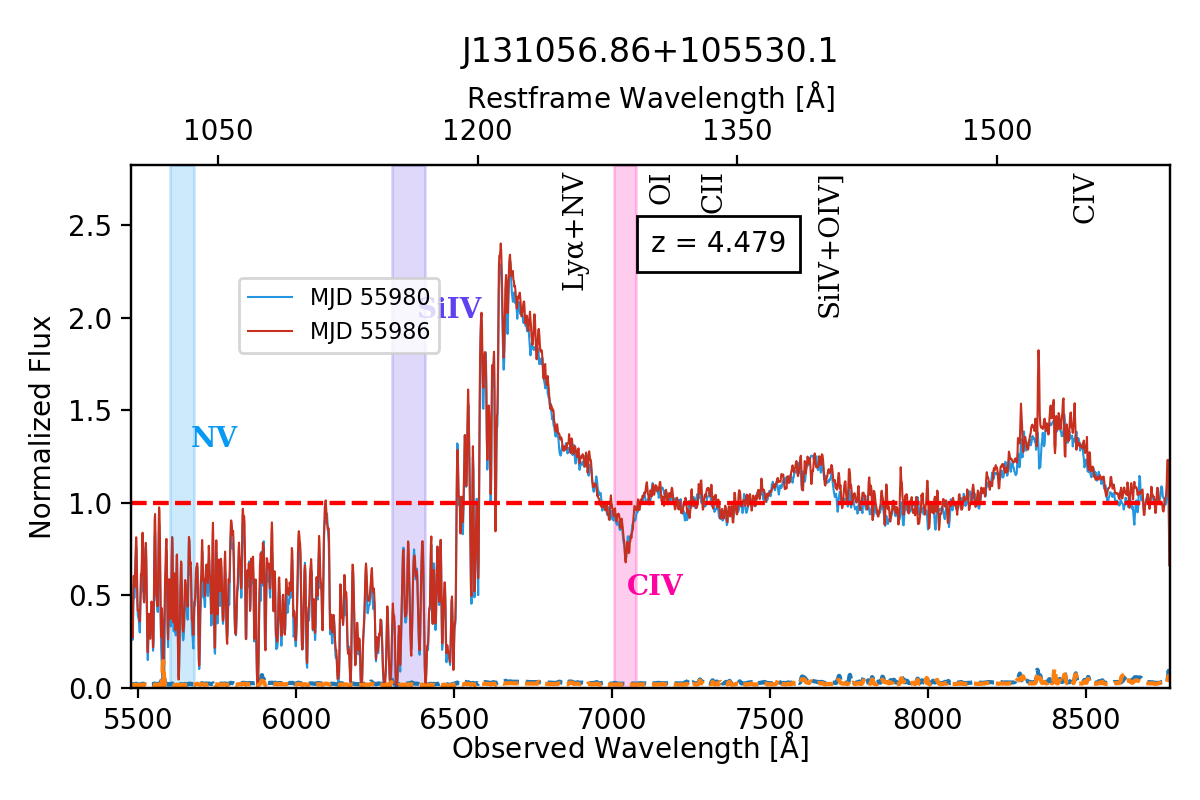 J131056.86+105530.1
Restframe Wavelength [Å]
1050 1200 1350 1500
Lyα+NV
OI
CII
SiIV+OIV]
CIV
z = 4.479
MJD 55980
MJD 55986
SiIV
NV
CIV
Normalized Flux
2.5
2.0
1.5
1.0
0.5
0.0
5500 6000 6500 7000 7500 8000 8500
Observed Wavelength [Å]